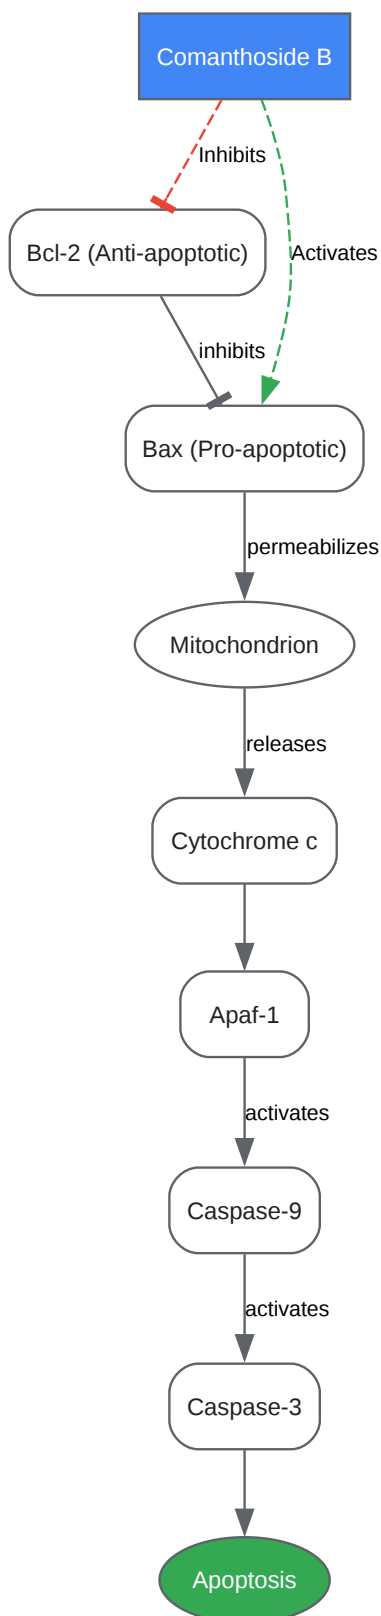 Comanthoside B
Inhibits
Bcl-2 (Anti-apoptotic)
Activates
inhibits
Bax (Pro-apoptotic)
permeabilizes
Mitochondrion
releases
Cytochrome c
Apaf-1
activates
Caspase-9
activates
Caspase-3
Apoptosis